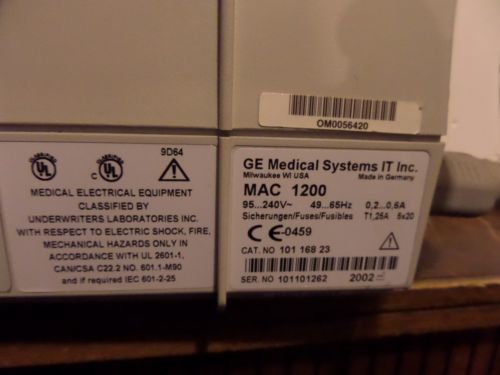 OM0056420
CLASSIFIED
UL
CLASSIFIED
C UL
9D64
MEDICAL ELECTRICAL EQUIPMENT
CLASSIFIED BY
UNDERWRITERS LABORATORIES INC.
WITH RESPECT TO ELECTRIC SHOCK, FIRE,
MECHANICAL HAZARDS ONLY IN
ACCORDANCE WITH UL 2601-1,
CAN/CSA C22.2 NO. 601.1-M90
and if required IEC 601-2-25
GE Medical Systems IT Inc.
Milwaukee WI USA Made in Germany
MAC 1200
95...240V~ 49...65Hz 0,2...0,6A
Sicherungen/Fuses/Fusibles T1,25A 5x20
CE-0459
CAT. NO 101 168 23
SER. NO 101101262 2002